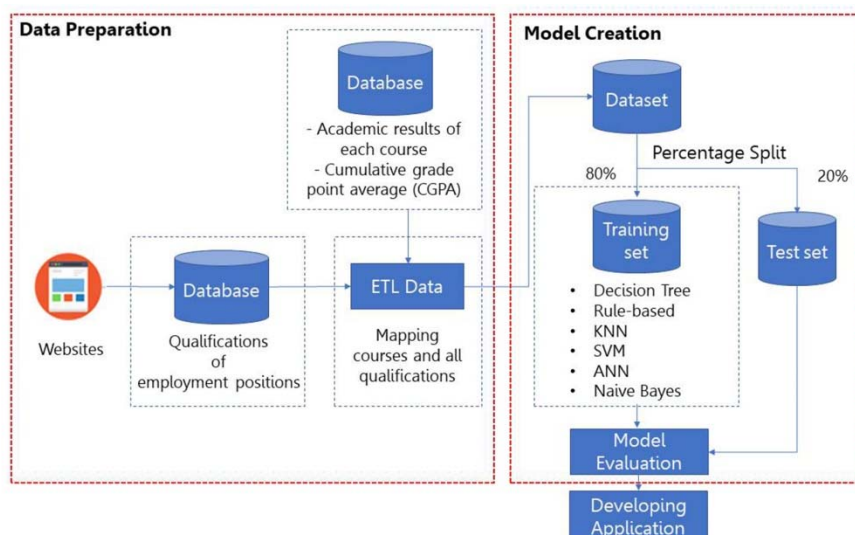 Data Preparation
Database
- Academic results of
each course
- Cumulative grade
point average (CGPA)
Websites
Database
Qualifications
of
employment positions
ETL Data
Mapping
courses and all
qualifications
Model Creation
Dataset
Percentage Split
80%
20%
Training
set
• Decision Tree
• Rule-based
• KNN
• SVM
• ANN
• Naive Bayes
Test set
Model
Evaluation
Developing
Application